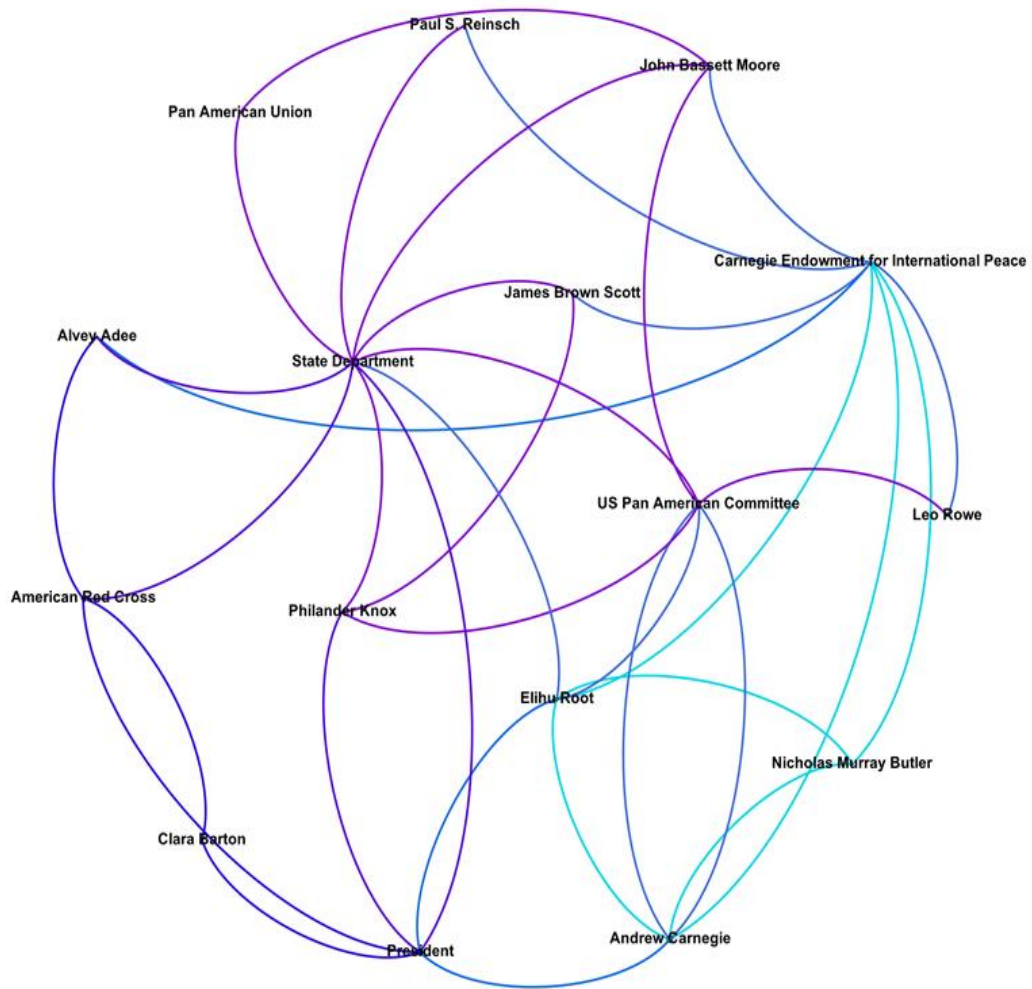 Paul S. Reinsch
John Bassett Moore
Pan American Union
Carnegie Endowment for International Peace
James Brown Scott
Alvey Adee
State Department
US Pan American Committee
Leo Rowe
American Red Cross
Philander Knox
Elihu Root
Nicholas Murray Butler
Clara Barton
President
Andrew Carnegie